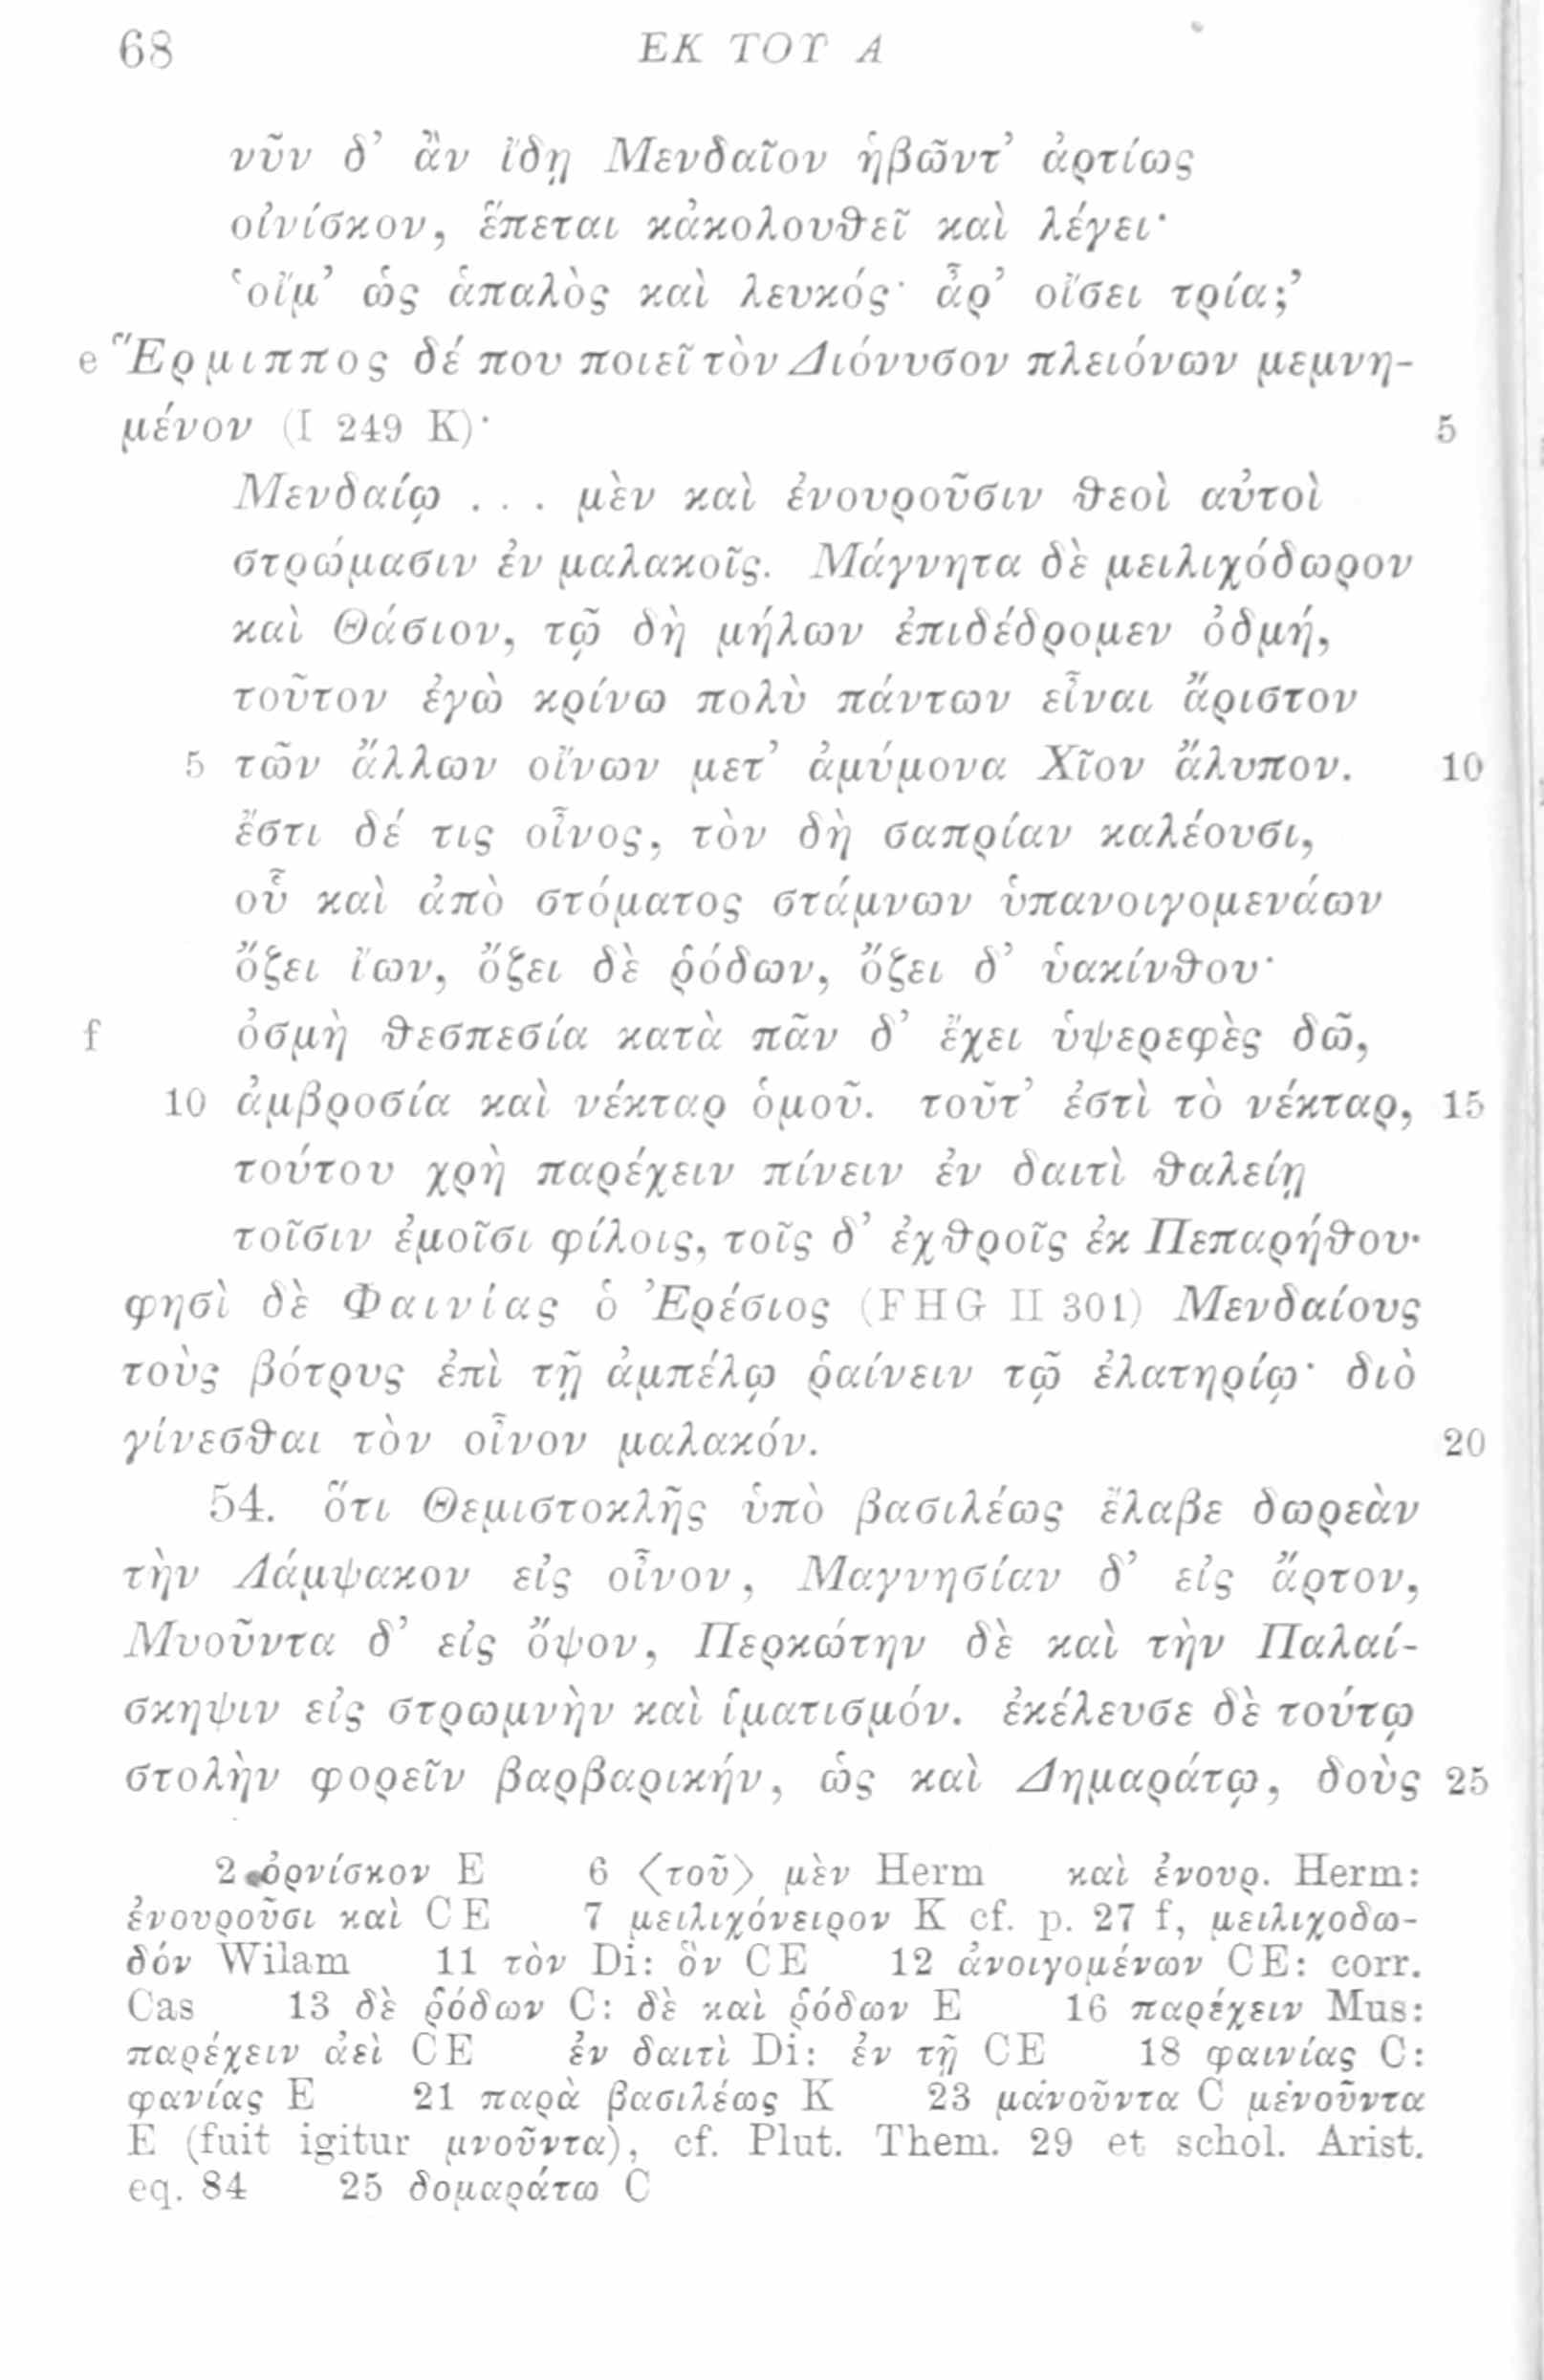 68 ΕΚ ΤΟΥ Α
νῦν δ’ ἂν ἴδῃ Μενδαῖον ἡβῶντ’ ἀρτίως
οἰνίσκον, ἕπεται κἀκολουθεῖ καὶ λέγει·
‘οἴμ’ ὡς ἁπαλὸς καὶ λευκός· ἆρ’ οἴσει τρία;’
e Ἕρμιππος δέ που ποιεῖ τὸν Διόνυσον πλειόνων μεμνη-
μένον (I 249 K)· 5
Μενδαίῳ . . . μὲν καὶ ἐνουροῦσιν θεοὶ αὐτοὶ
στρώμασιν ἐν μαλακοῖς. Μάγνητα δὲ μειλιχόδωρον
καὶ Θάσιον, τῷ δὴ μήλων ἐπιδέδρομεν ὀδμή,
τοῦτον ἐγὼ κρίνω πολὺ πάντων εἶναι ἄριστον
5 τῶν ἄλλων οἴνων μετ’ ἀμύμονα Χῖον ἄλυπον. 10
ἔστι δέ τις οἶνος, τὸν δὴ σαπρίαν καλέουσι,
οὗ καὶ ἀπὸ στόματος στάμνων ὑπανοιγομενάων
ὄζει ἴων, ὄζει δὲ ῥόδων, ὄζει δ’ ὑακίνθου·
f ὀσμὴ θεσπεσία κατὰ πᾶν δ’ ἔχει ὑψερεφὲς δῶ,
10 ἀμβροσία καὶ νέκταρ ὁμοῦ. τοῦτ’ ἐστὶ τὸ νέκταρ, 15
τούτου χρὴ παρέχειν πίνειν ἐν δαιτὶ θαλείῃ
τοῖσιν ἐμοῖσι φίλοις, τοῖς δ’ ἐχθροῖς ἐκ Πεπαρήθου·
φησὶ δὲ Φαινίας ὁ Ἐρέσιος (FHG II 301) Μενδαίους
τοὺς βότρυς ἐπὶ τῇ ἀμπέλῳ ῥαίνειν τῷ ἐλατηρίῳ· διὸ
γίνεσθαι τὸν οἶνον μαλακόν. 20
54. ὅτι Θεμιστοκλῆς ὑπὸ βασιλέως ἔλαβε δωρεὰν
τὴν Λάμψακον εἰς οἶνον, Μαγνησίαν δ’ εἰς ἄρτον,
Μυοῦντα δ’ εἰς ὄψον, Περκώτην δὲ καὶ τὴν Παλαί-
σκηψιν εἰς στρωμνὴν καὶ ἱματισμόν. ἐκέλευσε δὲ τούτῳ
στολὴν φορεῖν βαρβαρικήν, ὡς καὶ Δημαράτῳ, δοὺς 25
2 ὀρνίσκον E 6 〈τοῦ〉 μὲν Herm καὶ ἐνουρ. Herm:
ἐνουροῦσι καὶ CE 7 μειλιχόνειρον K cf. p. 27 f, μειλιχοδω-
δόν Wilam 11 τὸν Di: ὃν CE 12 ἀνοιγομένων CE: corr.
Cas 13 δὲ ῥόδων C: δὲ καὶ ῥόδων E 16 παρέχειν Mus:
παρέχειν ἀεὶ CE ἐν δαιτὶ Di: ἐν τῇ CE 18 φαινίας C:
φανίας E 21 παρὰ βασιλέως K 23 μάνοῦντα C μένοῦντα
E (fuit igitur μνοῦντα), cf. Plut. Them. 29 et schol. Arist.
eq. 84 25 δομαράτω C